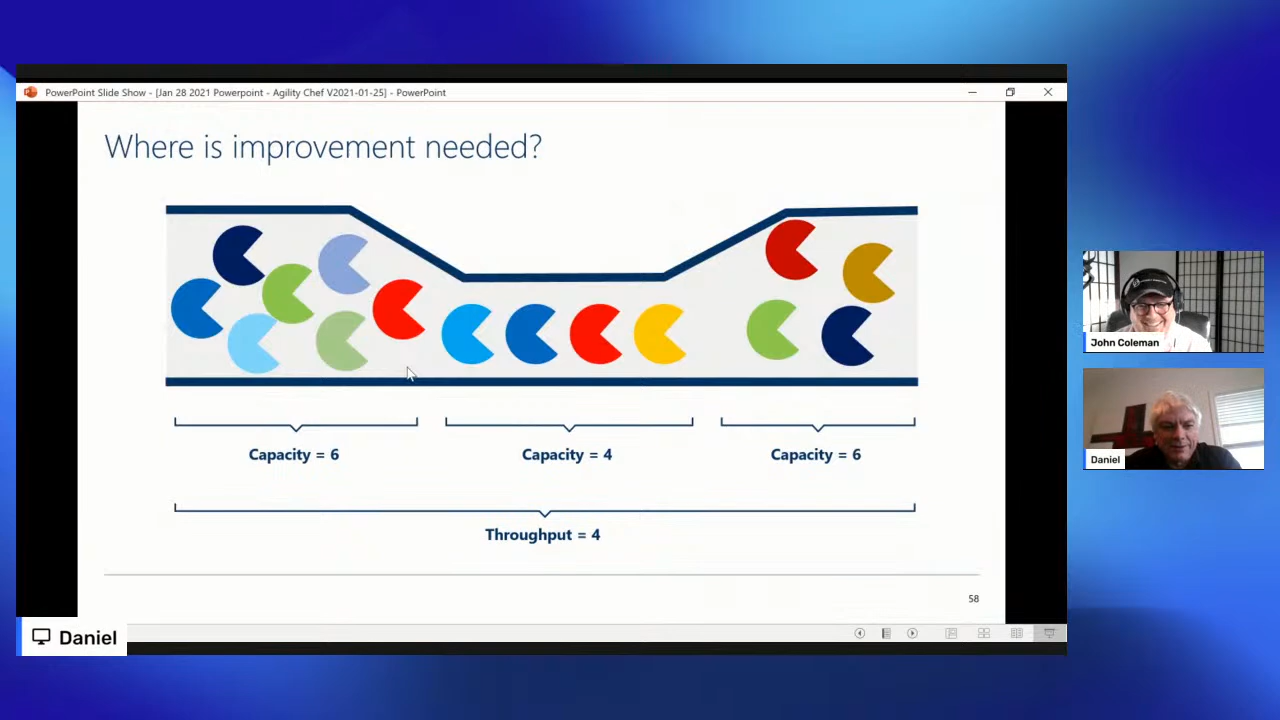 PowerPoint Slide Show - [Jan 28 2021 Powerpoint - Agility Chef V2021-01-25] - PowerPoint
Where is improvement needed?
Capacity = 6
Capacity = 4
Capacity = 6
Throughput = 4
58
John Coleman
Daniel
Daniel